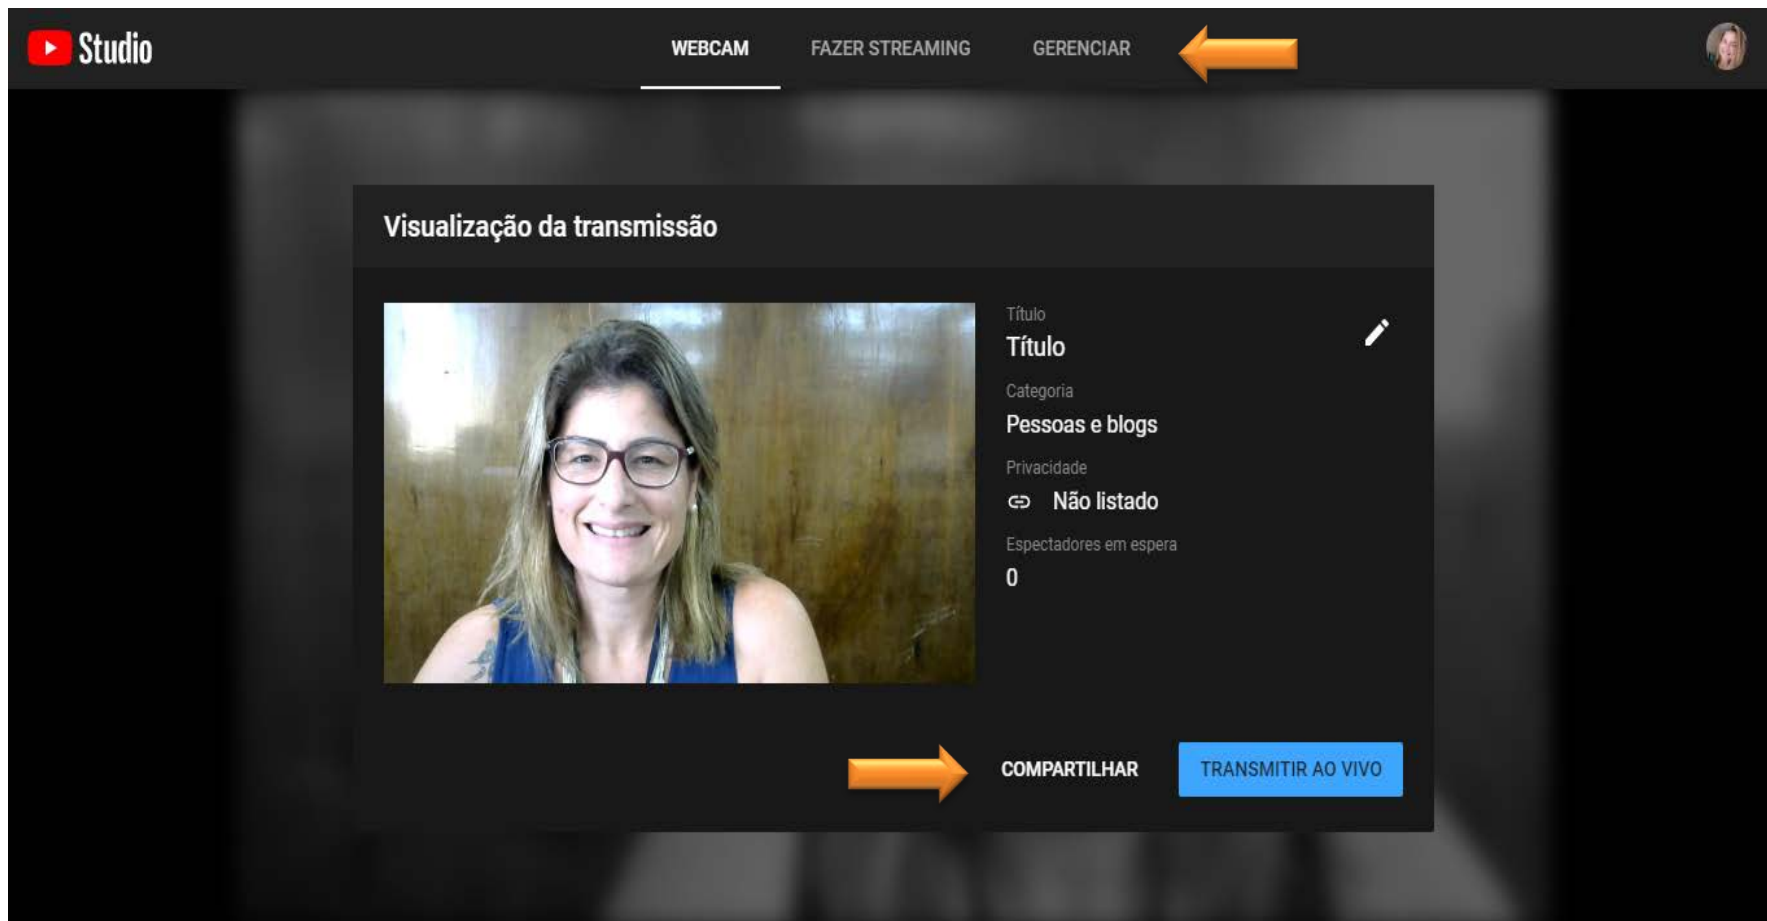 Studio
WEBCAM
FAZER STREAMING
GERENCIAR
Visualização da transmissão
Título
Título
Categoria
Pessoas e blogs
Privacidade
Não listado
Espectadores em espera
0
COMPARTILHAR
TRANSMITIR AO VIVO